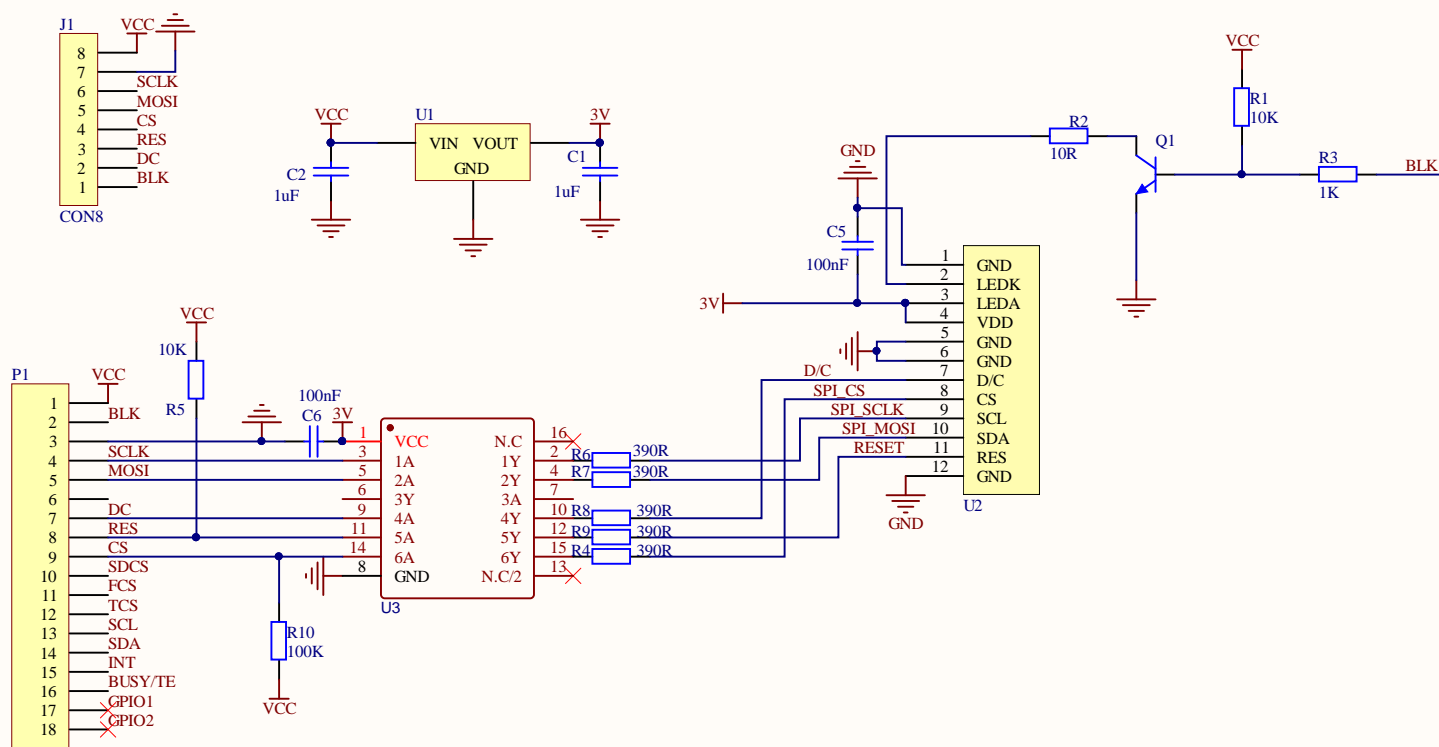 J1
VCC
8
7
6 SCLK
5 MOSI
4 CS
3 RES
2 DC
1 BLK
CON8
VCC
C2
1uF
U1
VIN VOUT
GND
3V
C1
1uF
VCC
R1
10K
R2
10R
Q1
R3
1K
BLK
GND
C5
100nF
3V
1 GND
2 LEDK
3 LEDA
4 VDD
5 GND
6 GND
D/C 7 D/C
SPI_CS 8 CS
SPI_SCLK 9 SCL
SPI_MOSI 10 SDA
RESET 11 RES
12 GND
GND
U2
VCC
10K
R5
P1
VCC
1
2 BLK
3
4 SCLK
5 MOSI
6
7 DC
8 RES
9 CS
10 SDCS
11 FCS
12 TCS
13 SCL
14 SDA
15 INT
16 BUSY/TE
17 GPIO1
18 GPIO2
100nF
C6
3V
1 VCC N.C 16
3 1A 1Y 2 R6 390R
5 2A 2Y 4 R7 390R
6 3Y 3A 7
9 4A 4Y 10 R8 390R
11 5A 5Y 12 R9 390R
14 6A 6Y 15 R4 390R
8 GND N.C/2 13
U3
R10
100K
VCC